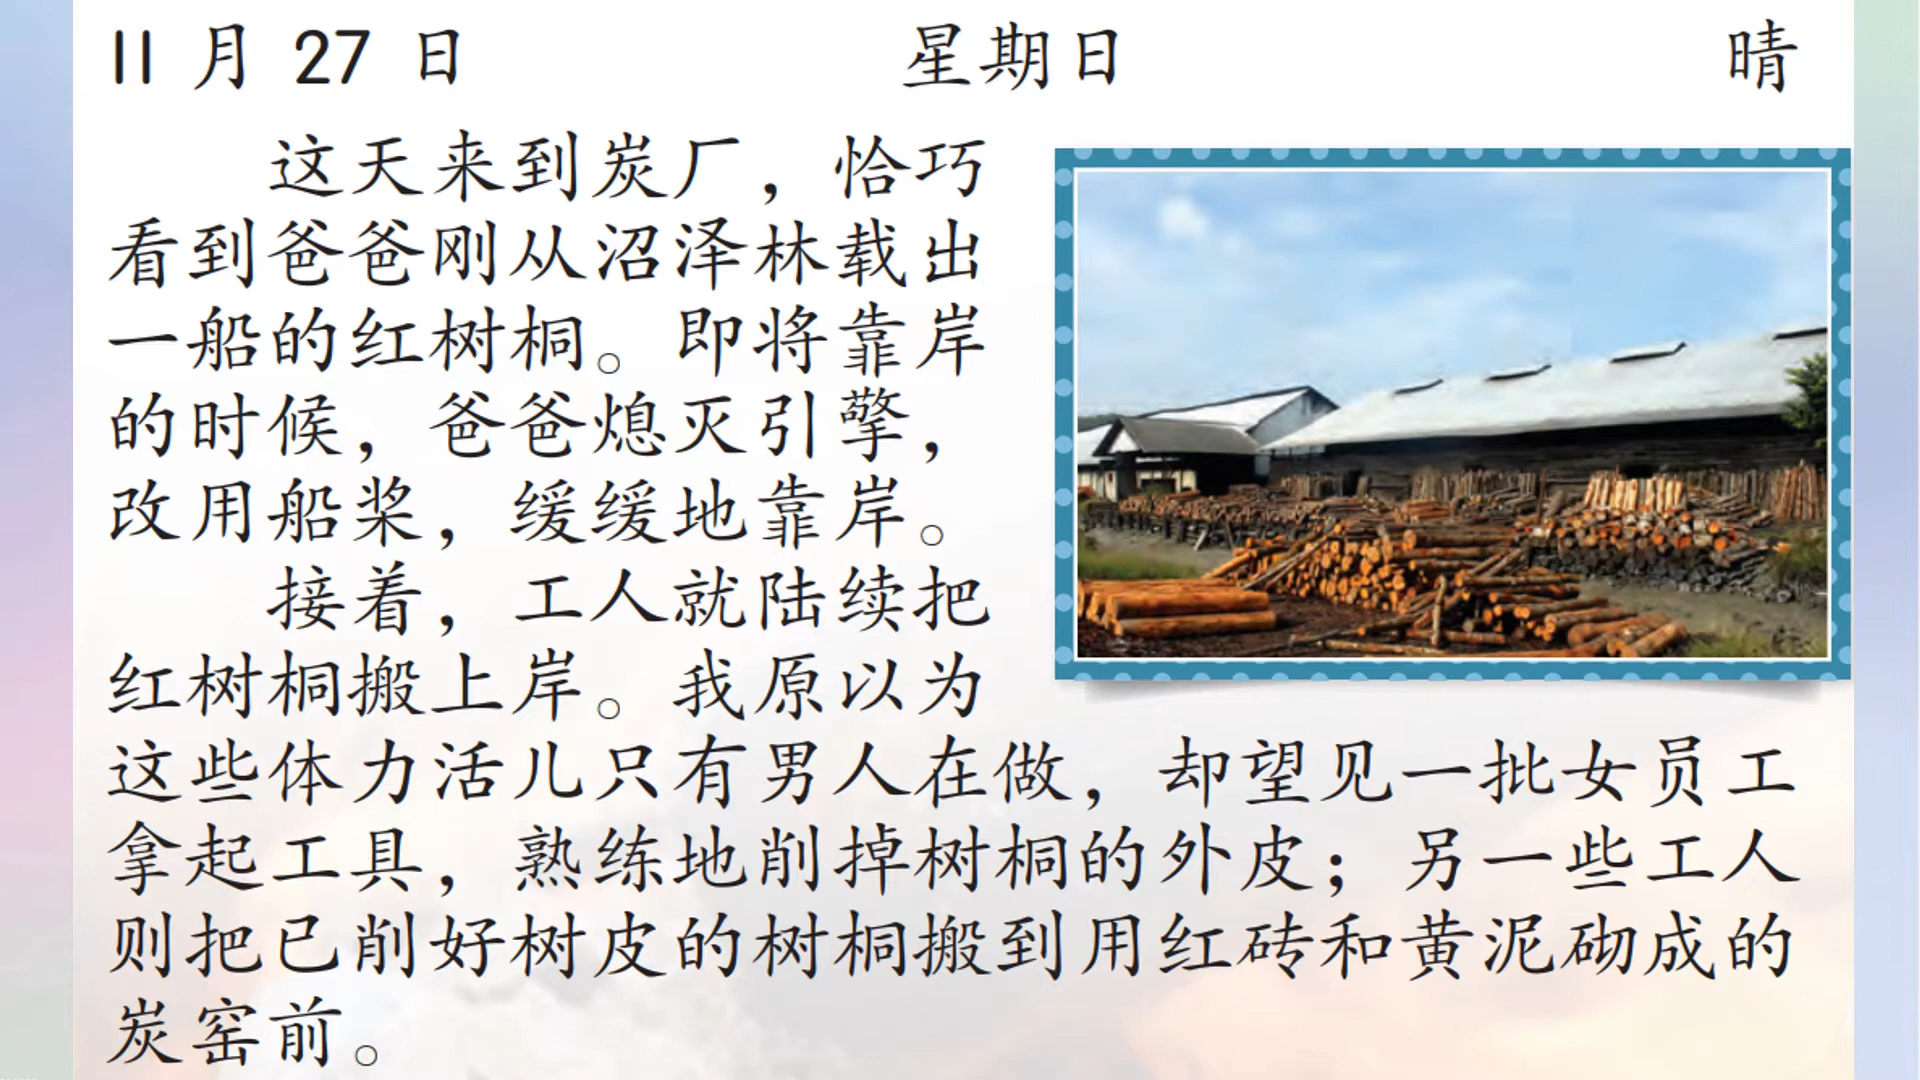 11 月 27 日 星期日 晴
这天来到炭厂，恰巧
看到爸爸刚从沼泽林载出
一船的红树桐。即将靠岸
的时候，爸爸熄灭引擎，
改用船桨，缓缓地靠岸。
接着，工人就陆续把
红树桐搬上岸。我原以为
这些体力活儿只有男人在做，却望见一批女员工
拿起工具，熟练地削掉树桐的外皮；另一些工人
则把已削好树皮的树桐搬到用红砖和黄泥砌成的
炭窑前。